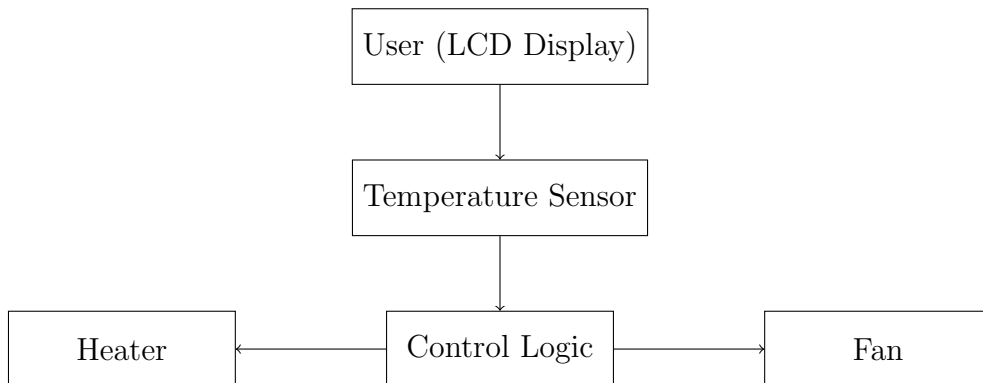 User (LCD Display)
Temperature Sensor
Heater
Control Logic
Fan